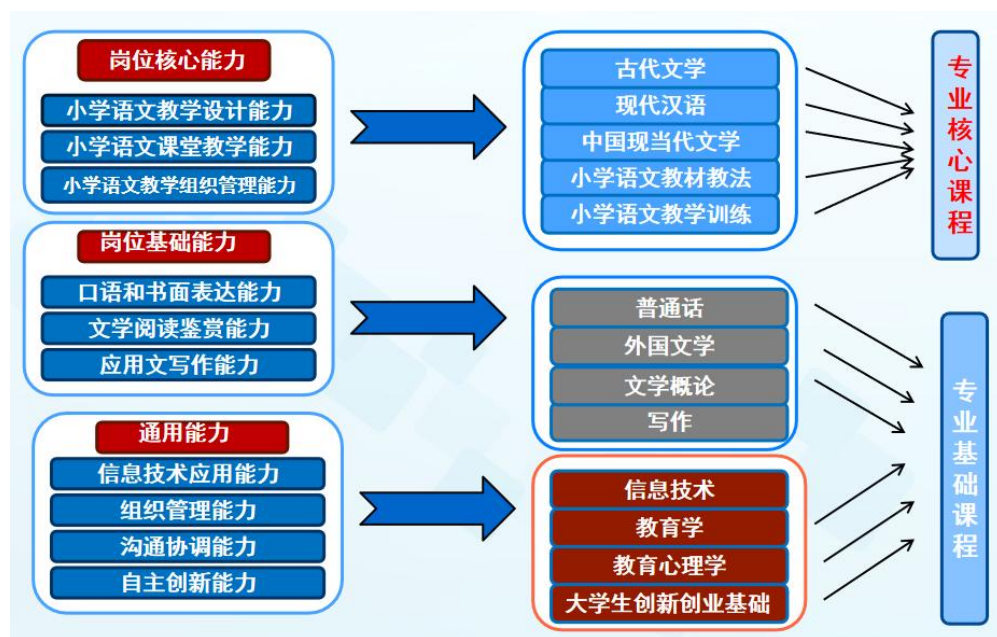 岗位核心能力
小学语文教学设计能力
小学语文课堂教学能力
小学语文教学组织管理能力
古代文学
现代汉语
中国现当代文学
小学语文教材教法
小学语文教学训练
专业核心课程
岗位基础能力
口语和书面表达能力
文学阅读鉴赏能力
应用文写作能力
普通话
外国文学
文学概论
写作
通用能力
信息技术应用能力
组织管理能力
沟通协调能力
自主创新能力
信息技术
教育学
教育心理学
大学生创新创业基础
专业基础课程